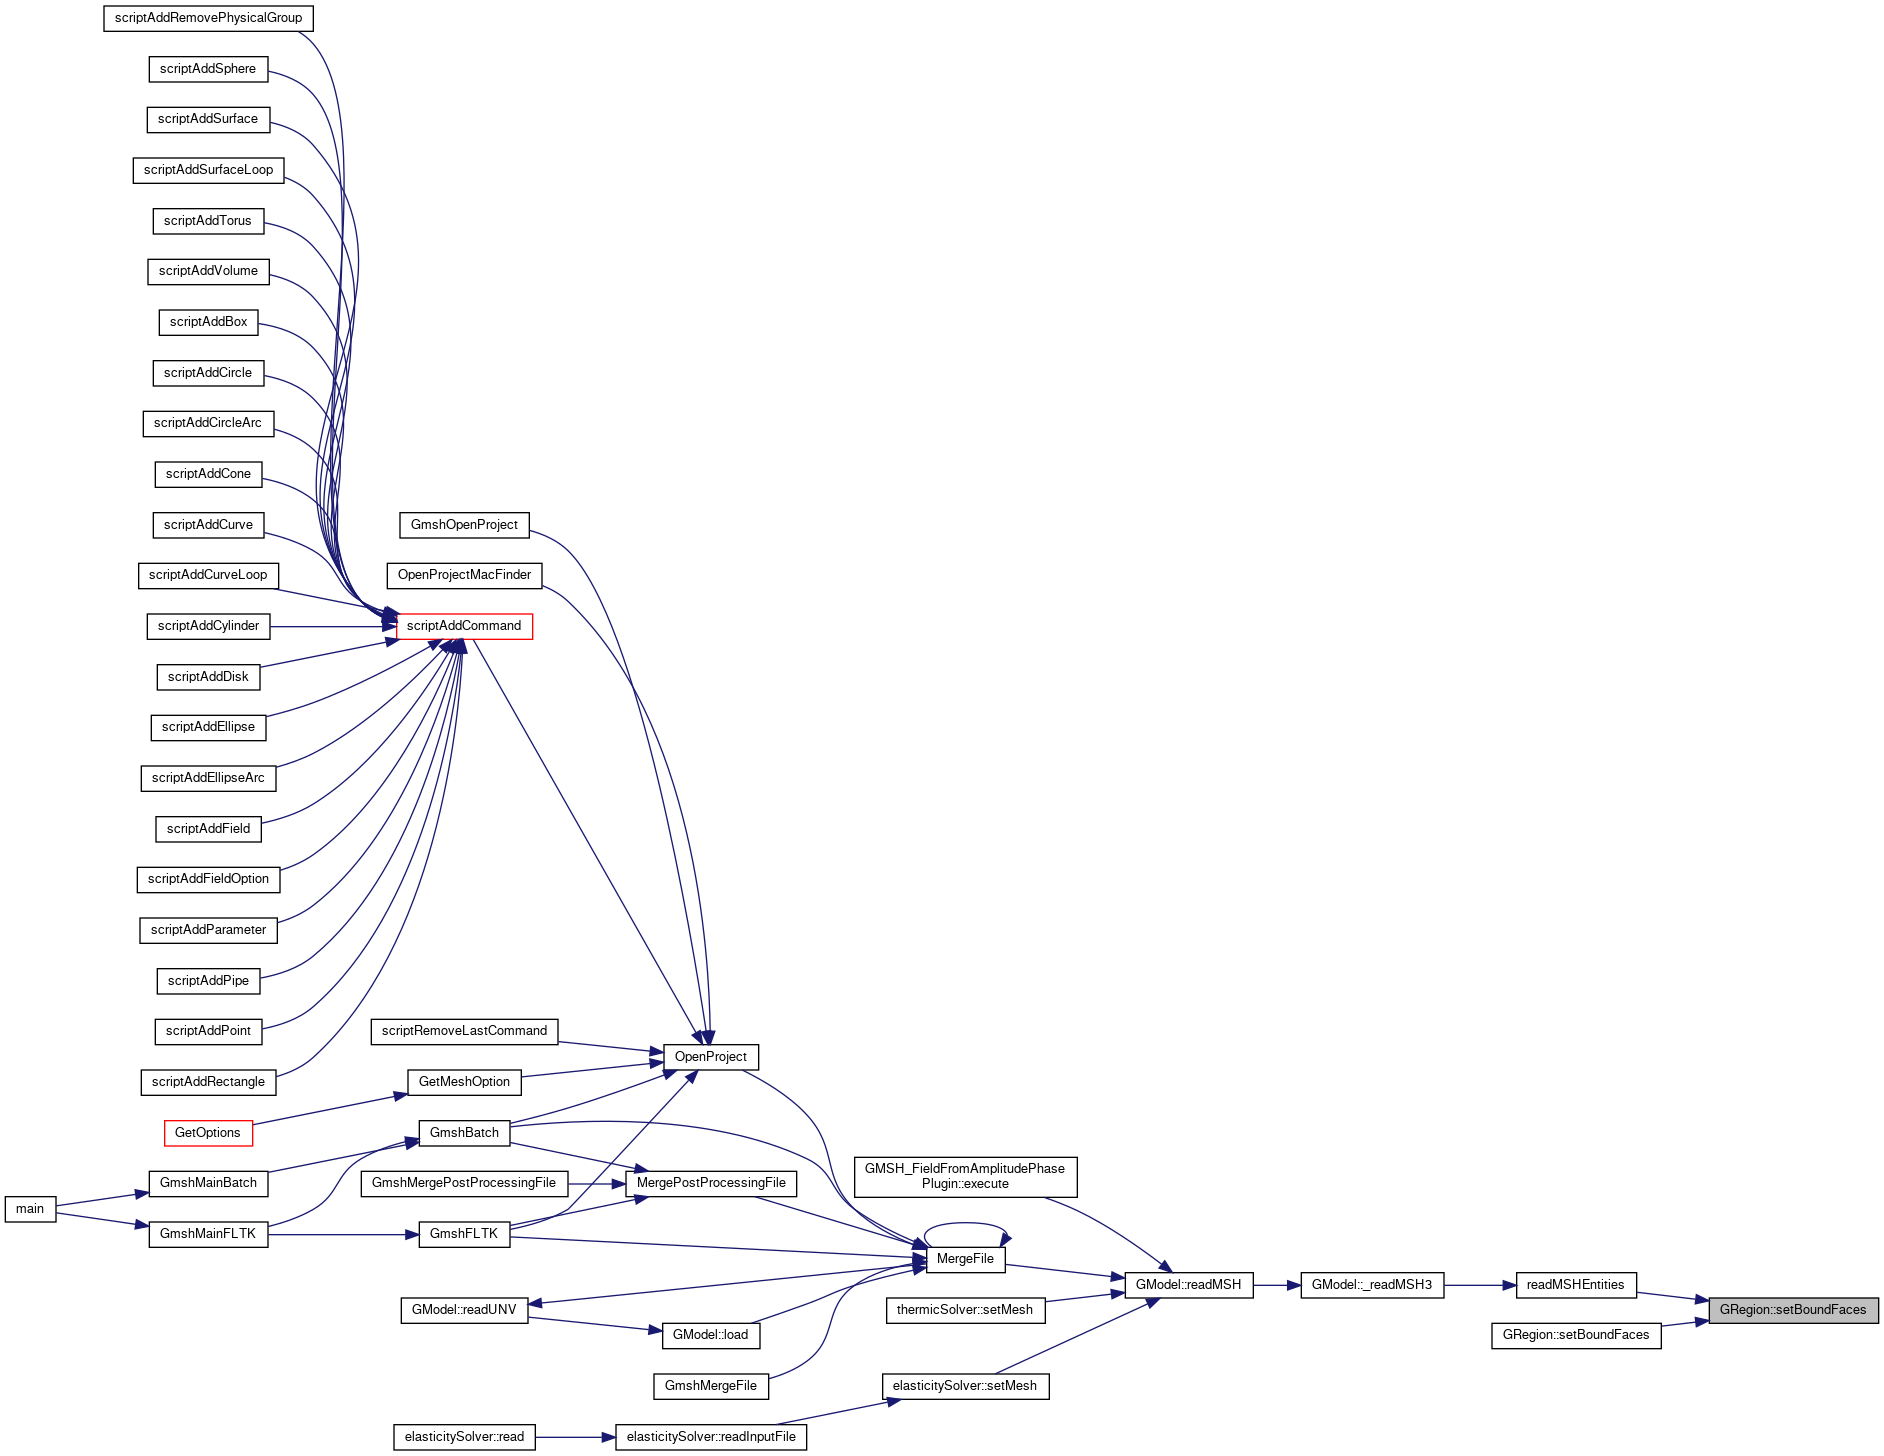 scriptAddRemovePhysicalGroup
scriptAddSphere
scriptAddSurface
scriptAddSurfaceLoop
scriptAddTorus
scriptAddVolume
scriptAddBox
scriptAddCircle
scriptAddCircleArc
scriptAddCone
scriptAddCurve
scriptAddCurveLoop
scriptAddCylinder
scriptAddDisk
scriptAddEllipse
scriptAddEllipseArc
scriptAddField
scriptAddFieldOption
scriptAddParameter
scriptAddPipe
scriptAddPoint
scriptAddRectangle
GetOptions
GmshMainBatch
main
GmshMainFLTK
GmshOpenProject
OpenProjectMacFinder
scriptAddCommand
scriptRemoveLastCommand
GetMeshOption
GmshBatch
GmshMergePostProcessingFile
GmshFLTK
GModel::readUNV
elasticitySolver::read
OpenProject
MergePostProcessingFile
GModel::load
GmshMergeFile
elasticitySolver::readInputFile
GMSH_FieldFromAmplitudePhase
Plugin::execute
MergeFile
thermicSolver::setMesh
elasticitySolver::setMesh
GModel::readMSH
GModel::_readMSH3
readMSHEntities
GRegion::setBoundFaces
GRegion::setBoundFaces